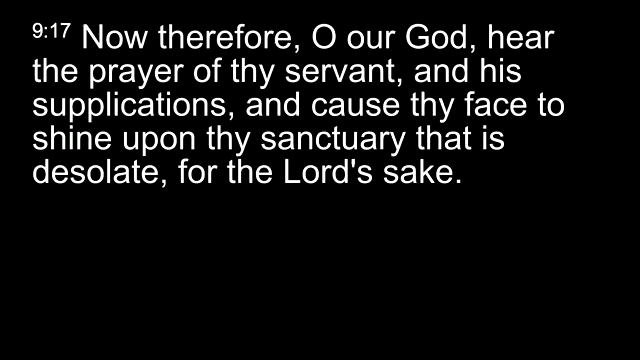 9:17 Now therefore, O our God, hear
the prayer of thy servant, and his
supplications, and cause thy face to
shine upon thy sanctuary that is
desolate, for the Lord's sake.